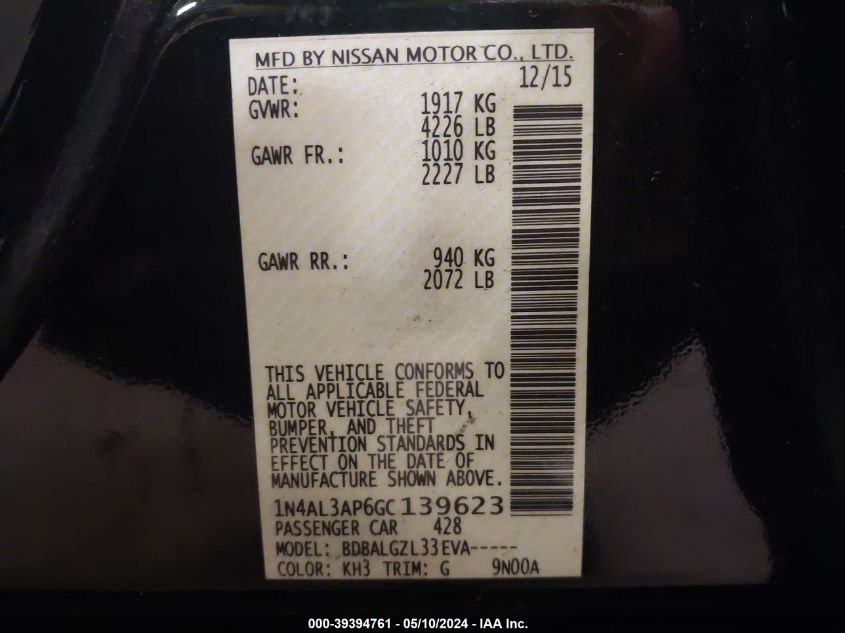 MFD BY NISSAN MOTOR CO., LTD.
DATE: 12/15
GVWR: 1917 KG
4226 LB
GAWR FR.: 1010 KG
2227 LB
GAWR RR.: 940 KG
2072 LB
THIS VEHICLE CONFORMS TO
ALL APPLICABLE FEDERAL
MOTOR VEHICLE SAFETY,
BUMPER, AND THEFT
PREVENTION STANDARDS IN
EFFECT ON THE DATE OF
MANUFACTURE SHOWN ABOVE.
1N4AL3AP6GC139623
PASSENGER CAR 428
MODEL: BDBALGZL33EVA-----
COLOR: KH3 TRIM: G 9N00A
000-39394761 - 05/10/2024 - IAA Inc.